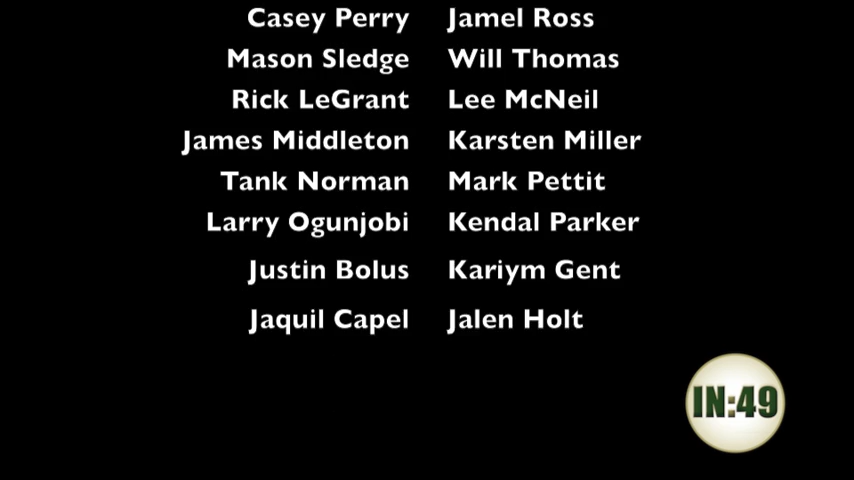 Casey Perry Jamel Ross
Mason Sledge Will Thomas
Rick LeGrant Lee McNeil
James Middleton Karsten Miller
Tank Norman Mark Pettit
Larry Ogunjobi Kendal Parker
Justin Bolus Kariym Gent
Jaquil Capel Jalen Holt
IN:49